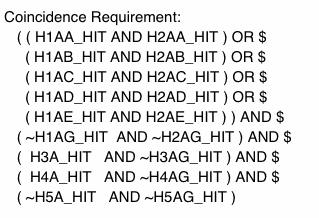 Coincidence Requirement:
( ( H1AA_HIT AND H2AA_HIT ) OR $
( H1AB_HIT AND H2AB_HIT ) OR $
( H1AC_HIT AND H2AC_HIT ) OR $
( H1AD_HIT AND H2AD_HIT ) OR $
( H1AE_HIT AND H2AE_HIT ) ) AND $
( ~H1AG_HIT AND ~H2AG_HIT ) AND $
( H3A_HIT AND ~H3AG_HIT ) AND $
( H4A_HIT AND ~H4AG_HIT ) AND $
( ~H5A_HIT AND ~H5AG_HIT )